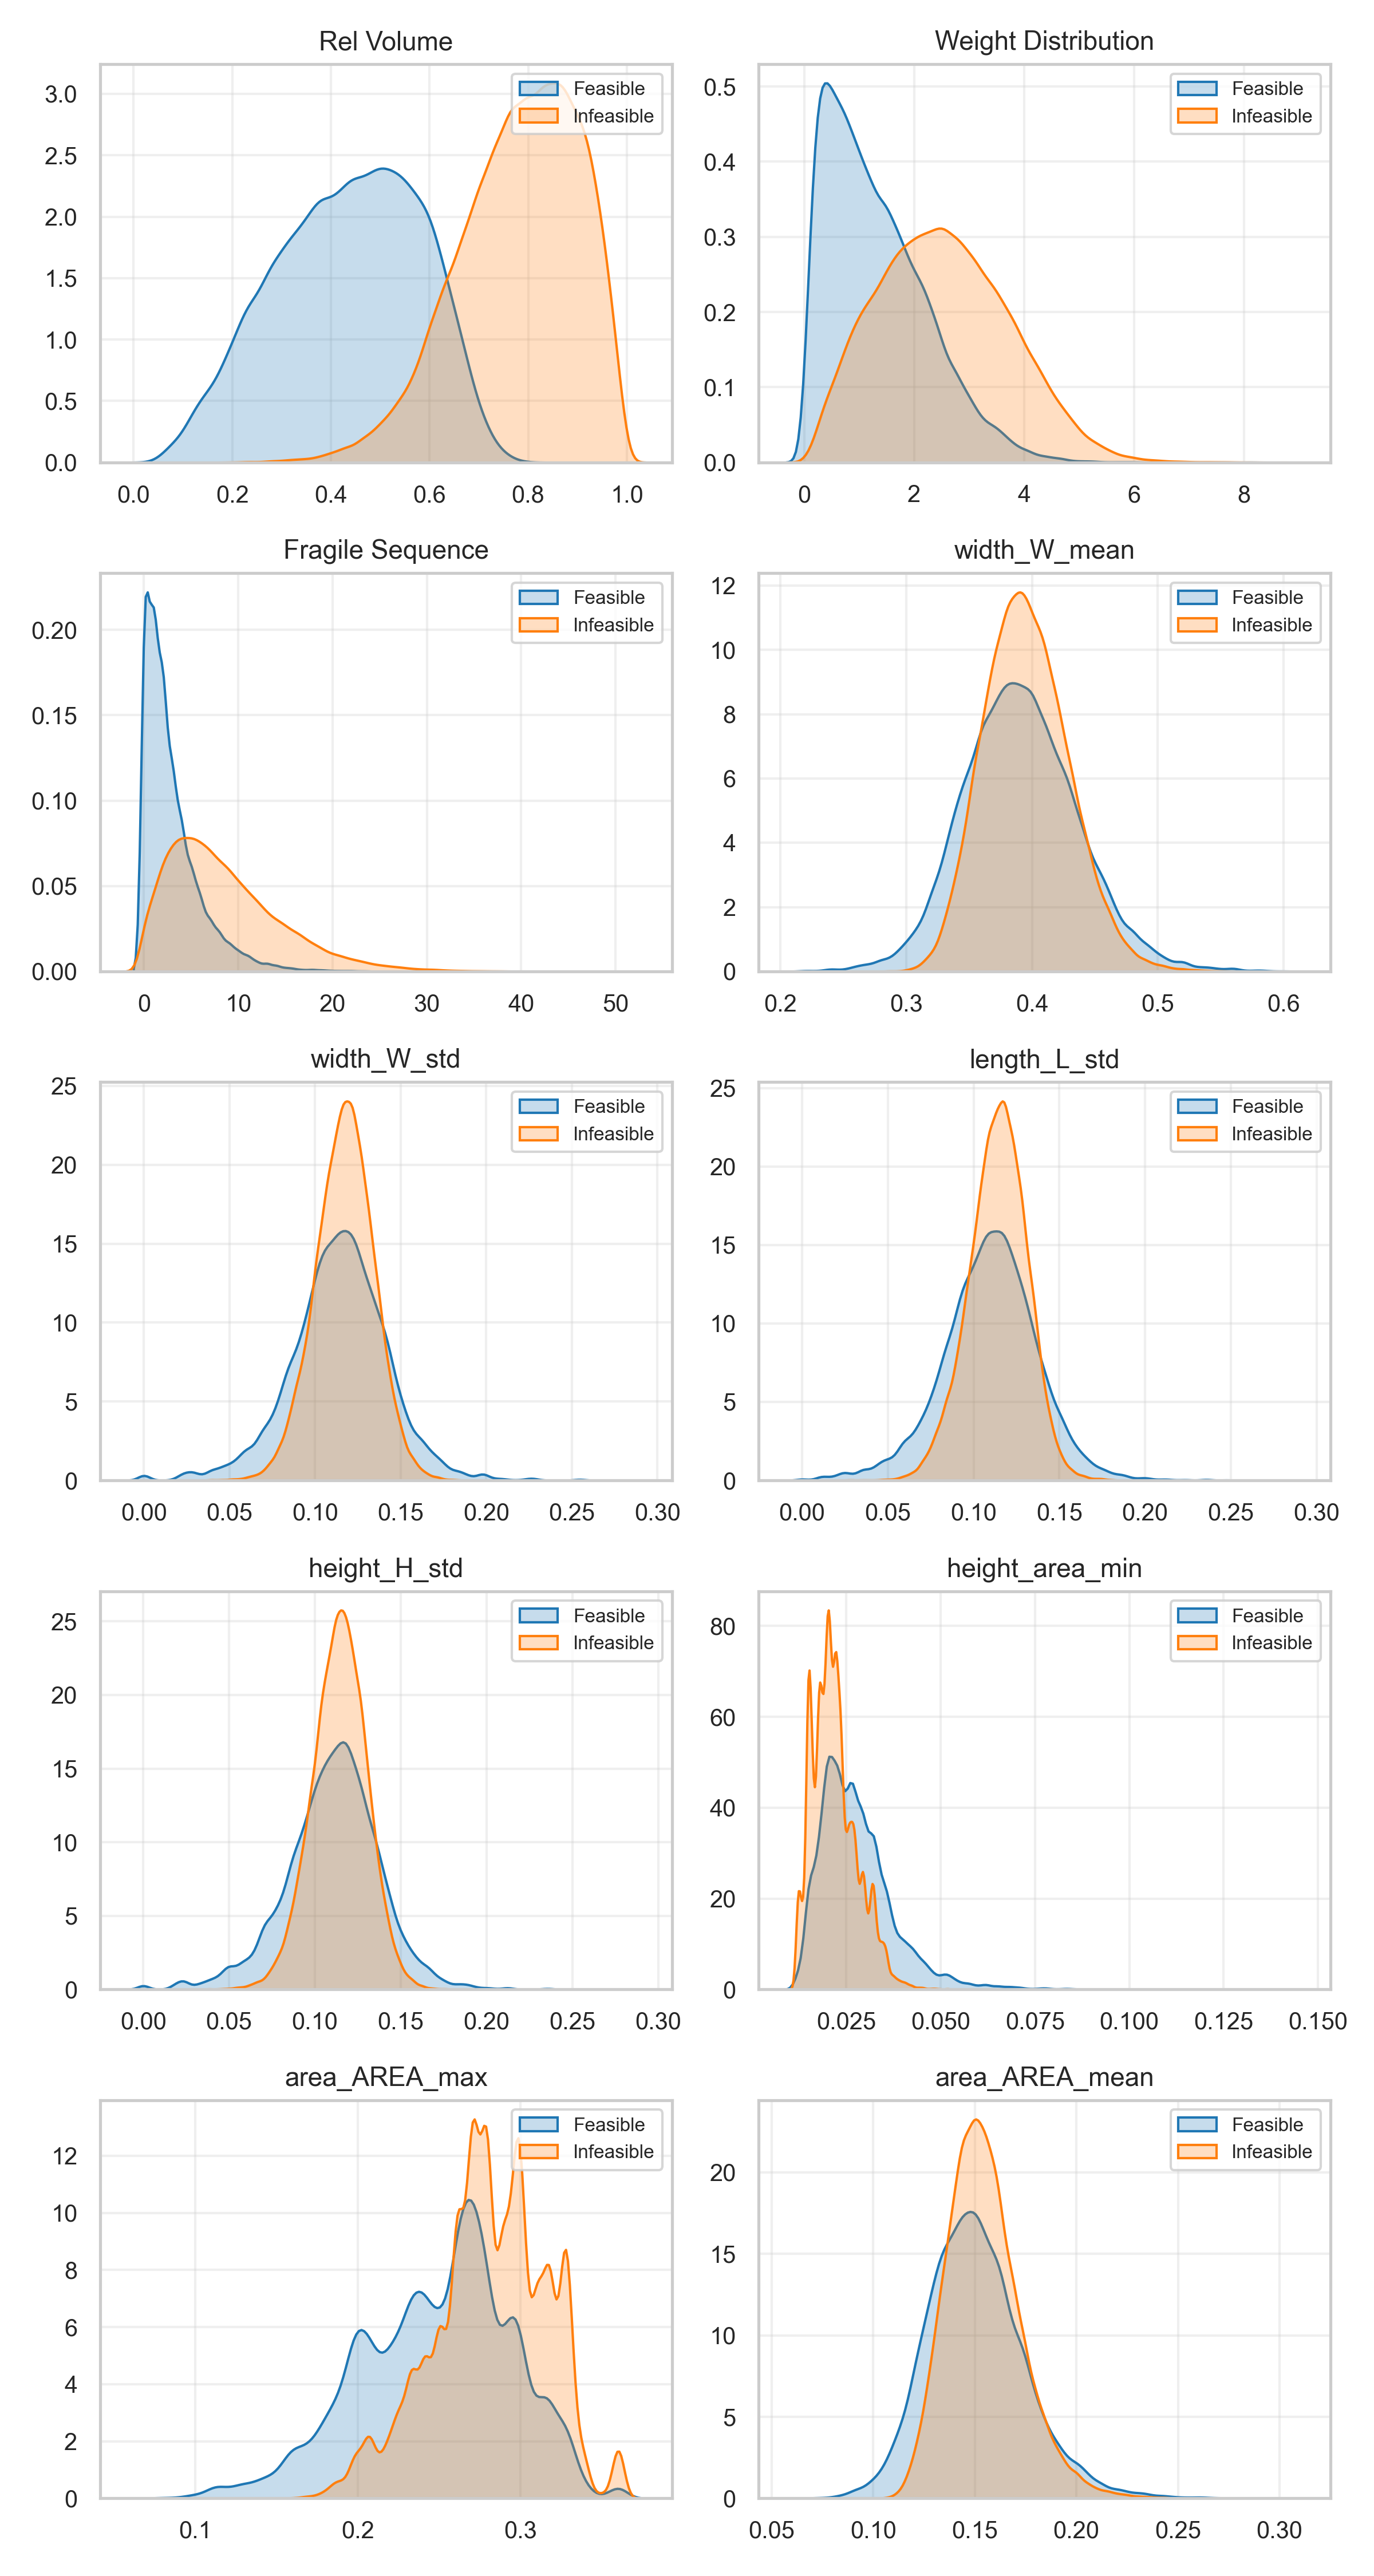 Rel Volume
Feasible
Infeasible
3.0
2.5
2.0
1.5
1.0
0.5
0.0
0.0 0.2 0.4 0.6 0.8 1.0
Weight Distribution
Feasible
Infeasible
0.5
0.4
0.3
0.2
0.1
0.0
0 2 4 6 8
Fragile Sequence
Feasible
Infeasible
0.20
0.15
0.10
0.05
0.00
0 10 20 30 40 50
width_W_mean
Feasible
Infeasible
12
10
8
6
4
2
0
0.2 0.3 0.4 0.5 0.6
width_W_std
Feasible
Infeasible
25
20
15
10
5
0
0.00 0.05 0.10 0.15 0.20 0.25 0.30
length_L_std
Feasible
Infeasible
25
20
15
10
5
0
0.00 0.05 0.10 0.15 0.20 0.25 0.30
height_H_std
Feasible
Infeasible
25
20
15
10
5
0
0.00 0.05 0.10 0.15 0.20 0.25 0.30
height_area_min
Feasible
Infeasible
80
60
40
20
0
0.025 0.050 0.075 0.100 0.125 0.150
area_AREA_max
Feasible
Infeasible
12
10
8
6
4
2
0
0.1 0.2 0.3
area_AREA_mean
Feasible
Infeasible
20
15
10
5
0
0.05 0.10 0.15 0.20 0.25 0.30